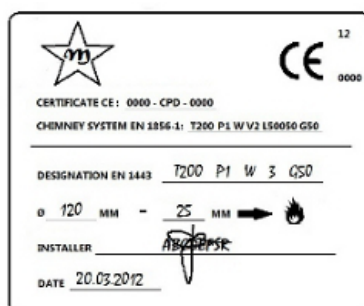 12
CE
0000
CERTIFICATE CE: 0000 - CPD - 0000
CHIMNEY SYSTEM EN 1856-1: T200 P1 W V2 L50050 G50
DESIGNATION EN 1443 T200 P1 W 3 G50
ø 120 MM - 25 MM
INSTALLER
DATE 20.03.2012